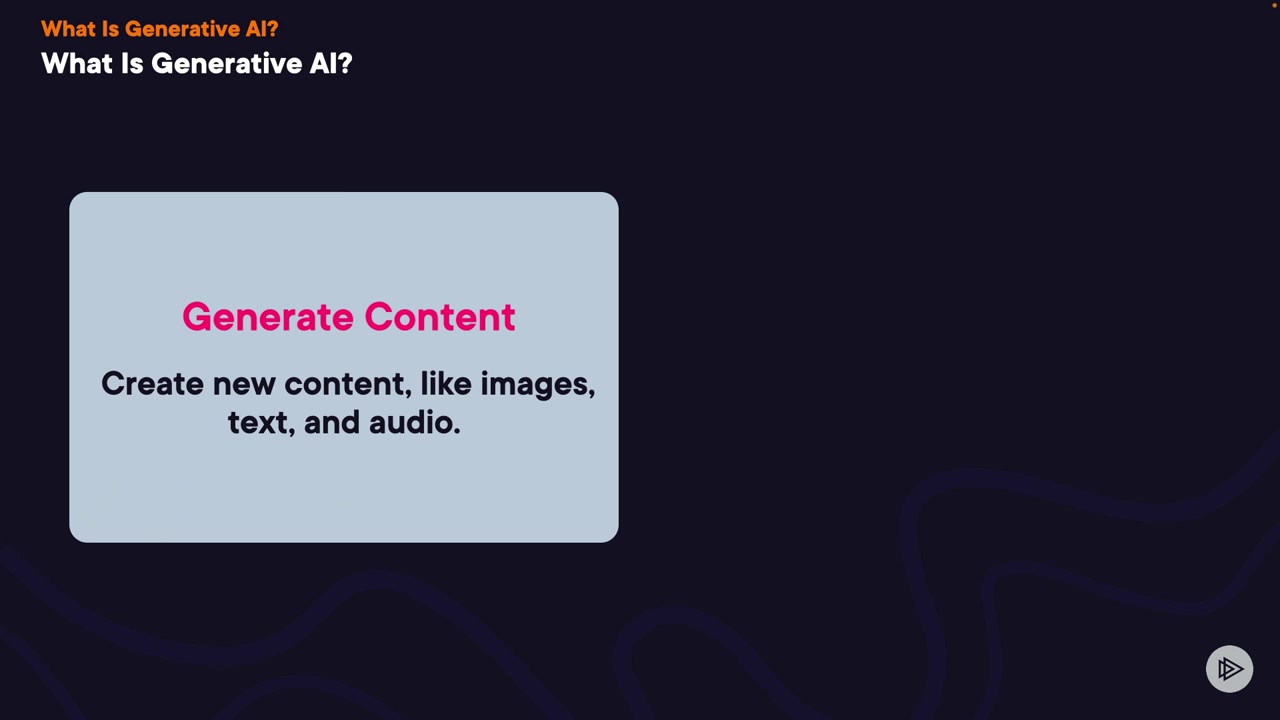 What Is Generative AI?
What Is Generative AI?
Generate Content
Create new content, like images,
text, and audio.